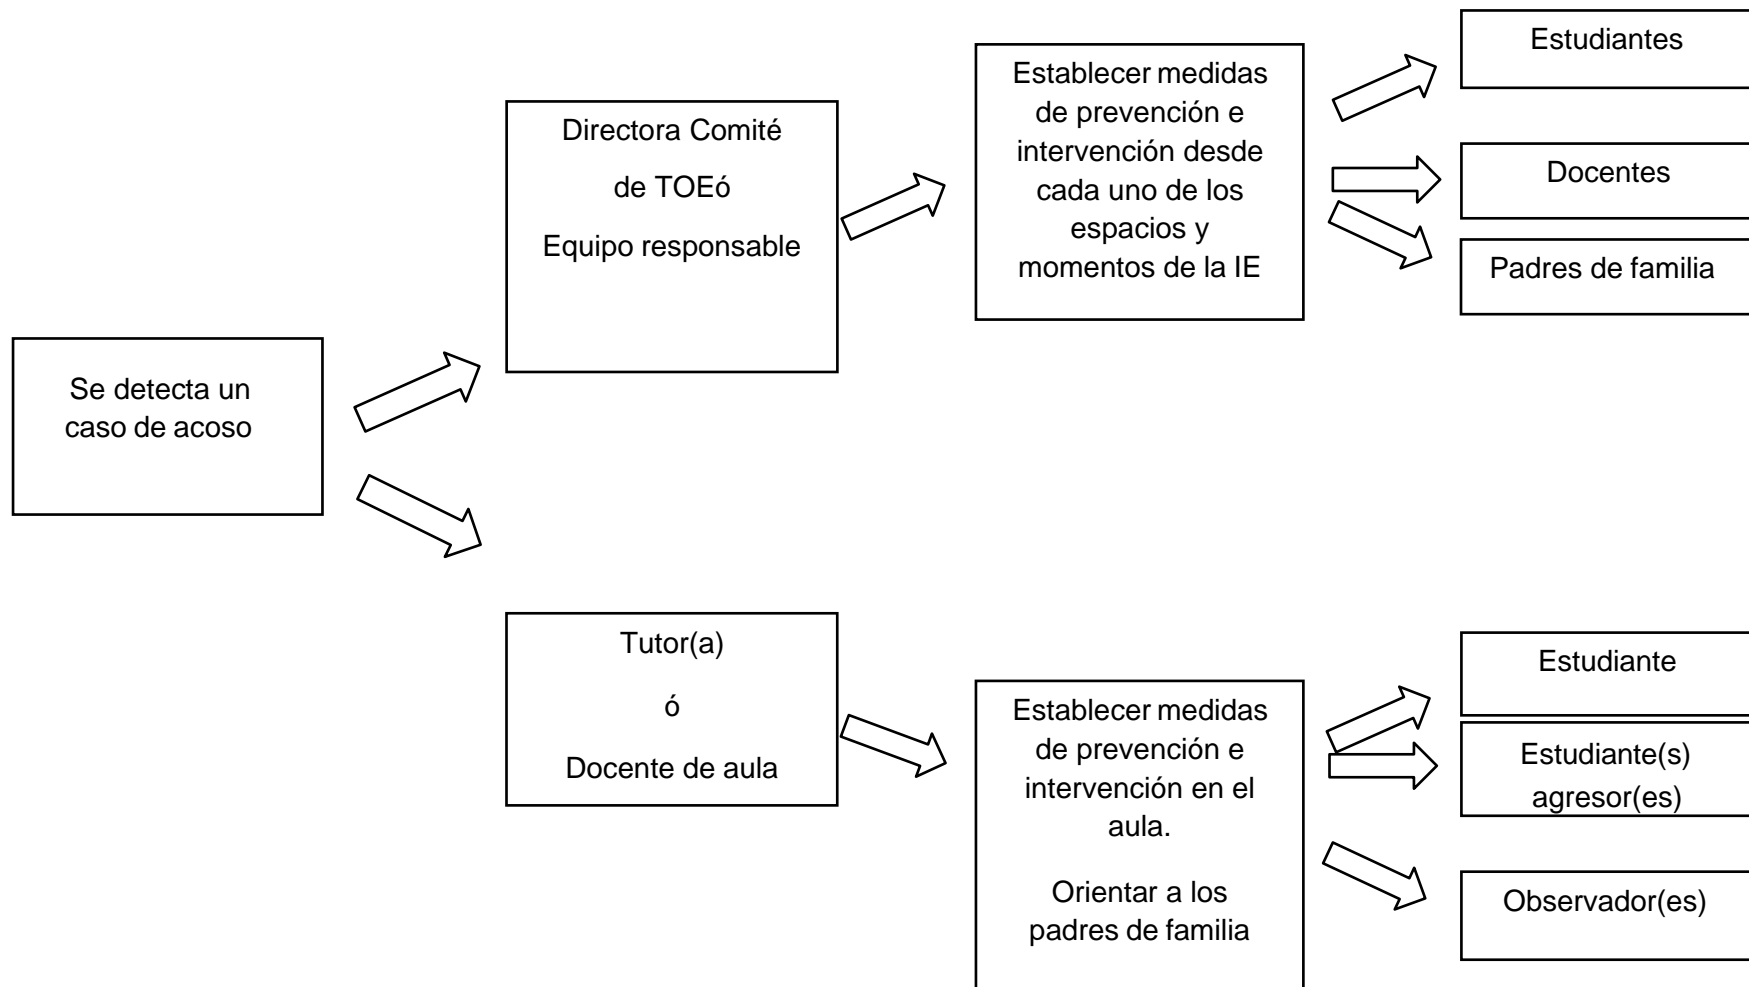 Se detecta un
caso de acoso
Directora Comité
de TOEó
Equipo responsable
Establecer medidas
de prevención e
intervención desde
cada uno de los
espacios y
momentos de la IE
Estudiantes
Docentes
Padres de familia
Tutor(a)
ó
Docente de aula
Establecer medidas
de prevención e
intervención en el
aula.
Orientar a los
padres de familia
Estudiante
Estudiante(s)
agresor(es)
Observador(es)